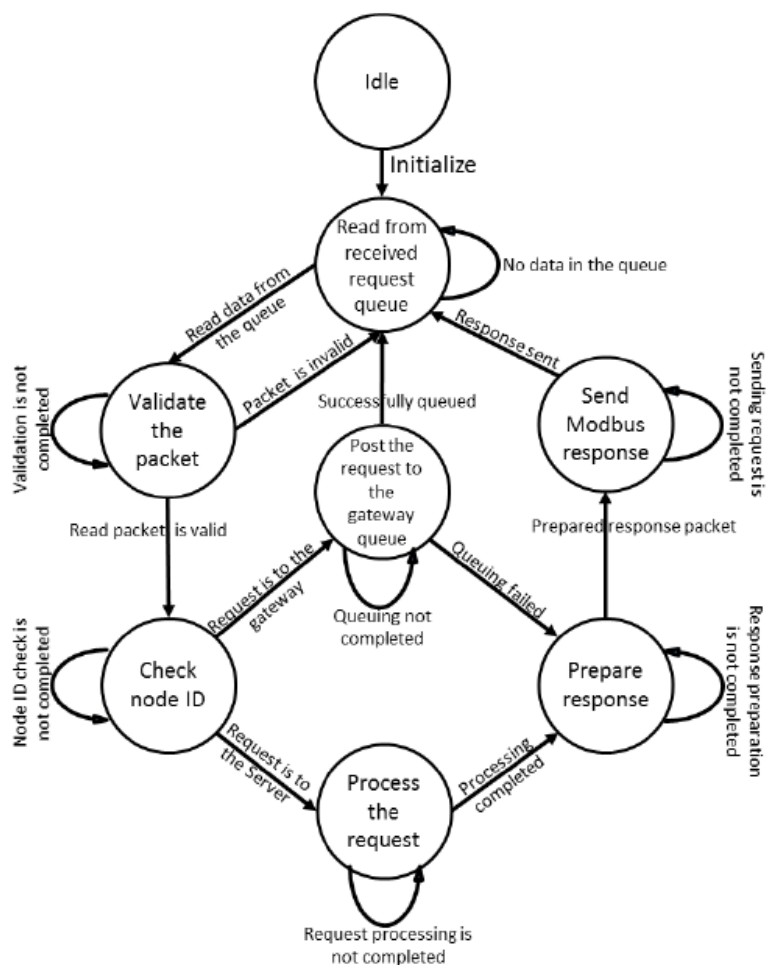 Idle
Initialize
Read from
received
request
queue
No data in the queue
Read data from
the queue
Packet is invalid
Response sent
Successfully queued
Validation is not
completed
Validate
the
packet
Send
Modbus
response
Sending request is
not completed
Post the
request to
the
gateway
queue
Read packet is valid
Prepared response packet
Request is to the
gateway
Queuing failed
Queuing not
completed
Node ID check is
not completed
Check
node ID
Prepare
response
Response preparation
is not completed
Request is to
the Server
Processing
completed
Process
the
request
Request processing is
not completed